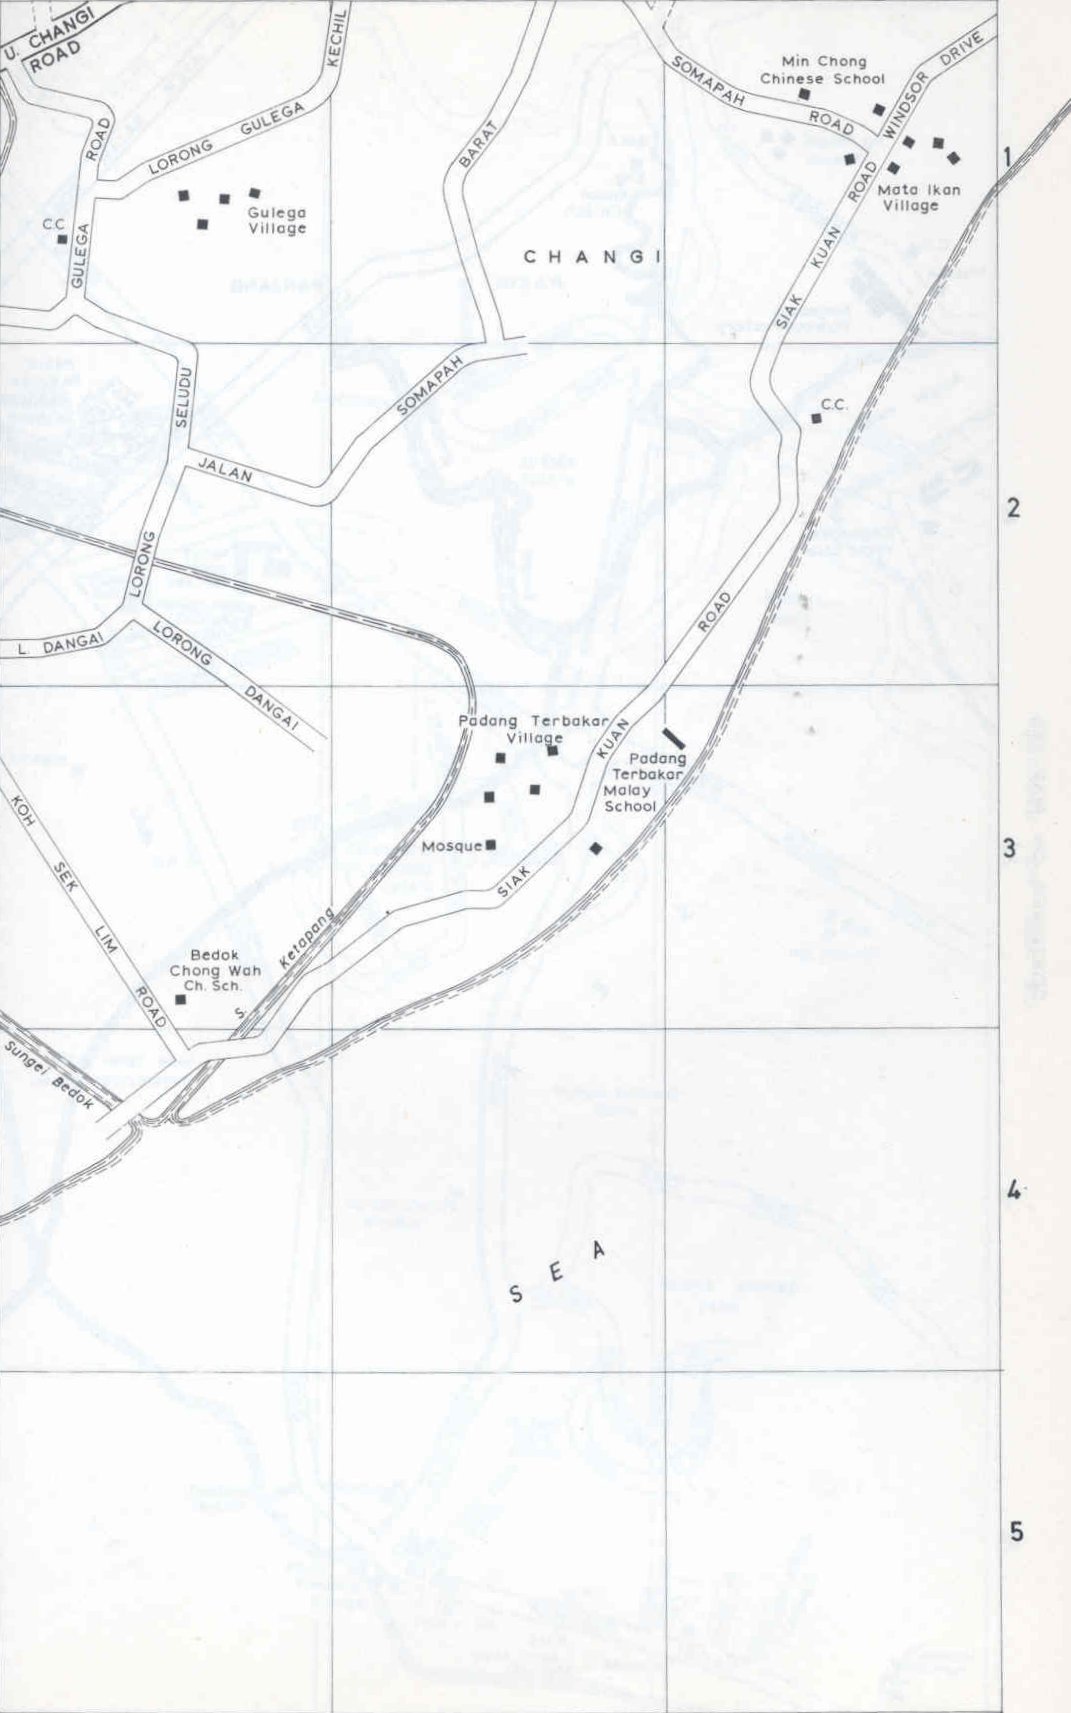 U. CHANGI
ROAD
KECHIL
SOMAPAH
ROAD
Min Chong
Chinese School
WINDSOR
DRIVE
ROAD
LORONG
GULEGA
BARAT
1
ROAD
Mata Ikan
Village
C.C
Gulega
Village
GULEGA
CHANGI
KUAN
SIAK
SELUDU
SOMAPAH
C.C.
JALAN
2
LORONG
ROAD
L. DANGAI
LORONG
DANGAI
Padang Terbakar
Village
KUAN
Padang
Terbakar
Malay
School
KOH
SEK
LIM
ROAD
Mosque
3
SIAK
Bedok
Chong Wah
Ch. Sch.
S. Ketapang
Sungei Bedok
4
SEA
5